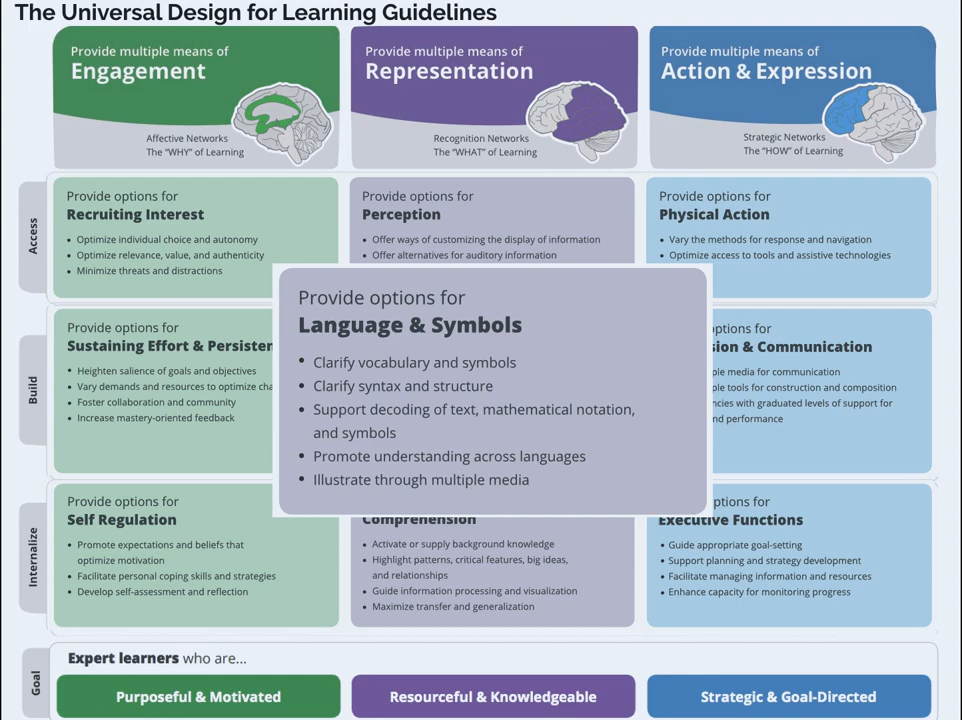 The Universal Design for Learning Guidelines
Provide multiple means of
Engagement
Affective Networks
The “WHY” of Learning
Provide multiple means of
Representation
Recognition Networks
The “WHAT” of Learning
Provide multiple means of
Action & Expression
Strategic Networks
The “HOW” of Learning
Access
Provide options for
Recruiting Interest
• Optimize individual choice and autonomy
• Optimize relevance, value, and authenticity
• Minimize threats and distractions
Provide options for
Perception
• Offer ways of customizing the display of information
• Offer alternatives for auditory information
Provide options for
Physical Action
• Vary the methods for response and navigation
• Optimize access to tools and assistive technologies
Build
Provide options for
Sustaining Effort & Persisten
• Heighten salience of goals and objectives
• Vary demands and resources to optimize cha
• Foster collaboration and community
• Increase mastery-oriented feedback
Provide options for
Language & Symbols
• Clarify vocabulary and symbols
• Clarify syntax and structure
• Support decoding of text, mathematical notation,
and symbols
• Promote understanding across languages
• Illustrate through multiple media
ptions for
sion & Communication
ple media for communication
ple tools for construction and composition
ncies with graduated levels of support for
nd performance
Internalize
Provide options for
Self Regulation
• Promote expectations and beliefs that
optimize motivation
• Facilitate personal coping skills and strategies
• Develop self-assessment and reflection
Comprehension
• Activate or supply background knowledge
• Highlight patterns, critical features, big ideas,
and relationships
• Guide information processing and visualization
• Maximize transfer and generalization
ptions for
Executive Functions
• Guide appropriate goal-setting
• Support planning and strategy development
• Facilitate managing information and resources
• Enhance capacity for monitoring progress
Goal
Expert learners who are...
Purposeful & Motivated
Resourceful & Knowledgeable
Strategic & Goal-Directed